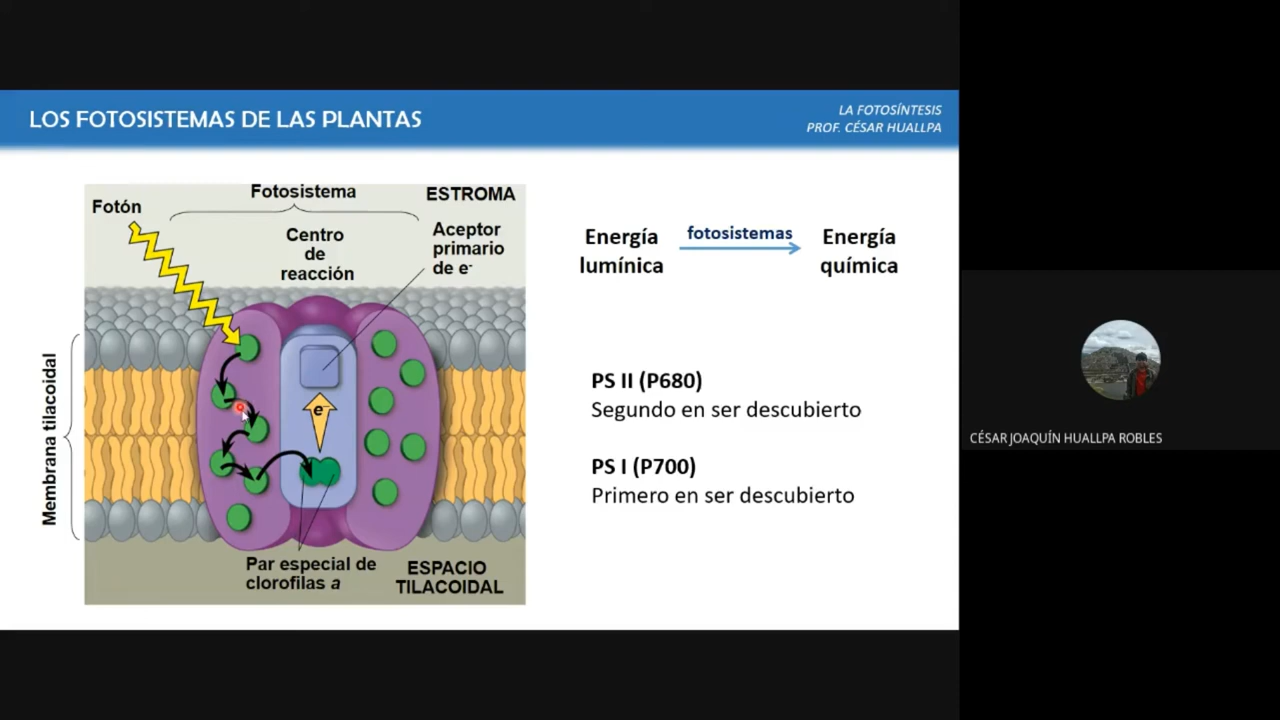 LOS FOTOSISTEMAS DE LAS PLANTAS
LA FOTOSÍNTESIS
PROF. CÉSAR HUALLPA
Fotosistema
ESTROMA
Fotón
Centro
de
reacción
Aceptor
primario
de e-
Membrana tilacoidal
e-
Par especial de
clorofilas a
ESPACIO
TILACOIDAL
Energía
lumínica
fotosistemas
Energía
química
PS II (P680)
Segundo en ser descubierto
PS I (P700)
Primero en ser descubierto
CÉSAR JOAQUÍN HUALLPA ROBLES